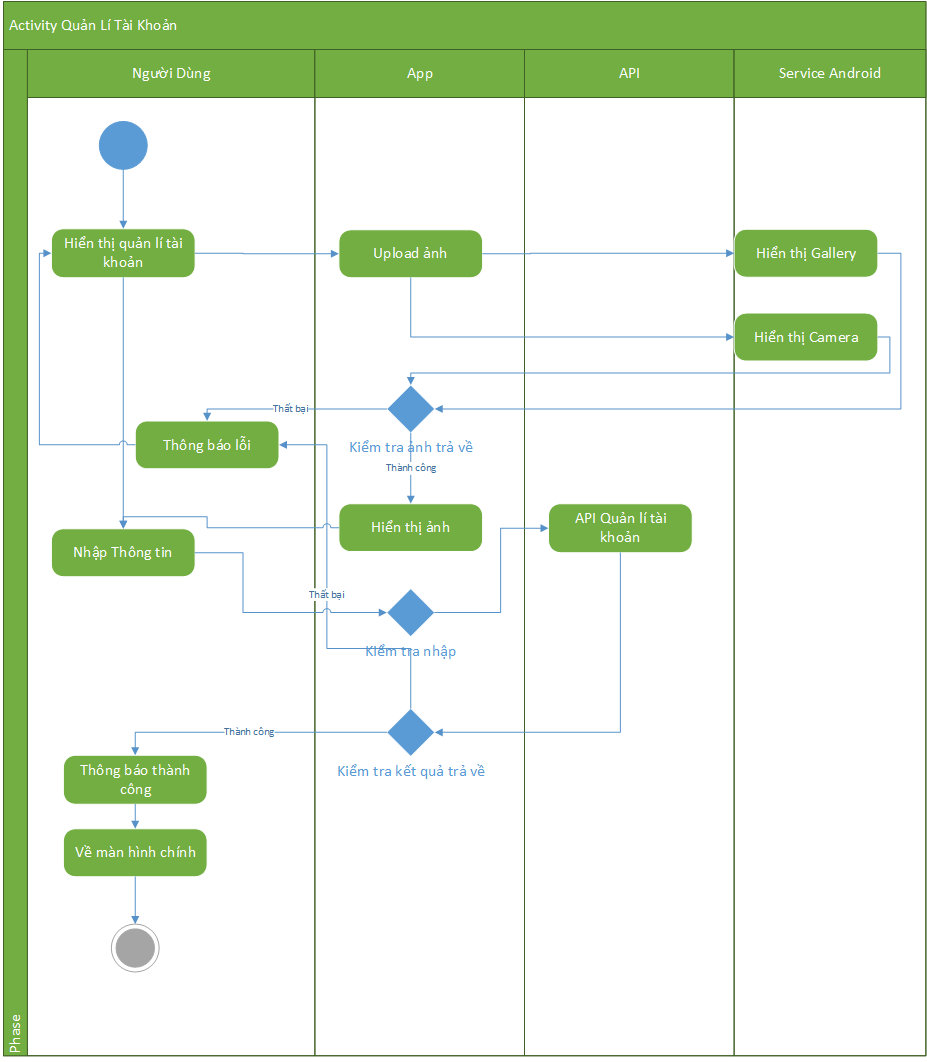 Activity Quản Lí Tài Khoản
Người Dùng
App
API
Service Android
Hiển thị quản lí tài
khoản
Upload ảnh
Hiển thị Gallery
Hiển thị Camera
Thất bại
Thông báo lỗi
Kiểm tra ảnh trả về
Thành công
Hiển thị ảnh
API Quản lí tài
khoản
Nhập Thông tin
Thất bại
Kiểm tra nhập
Thành công
Thông báo thành
công
Kiểm tra kết quả trả về
Về màn hình chính
Phase